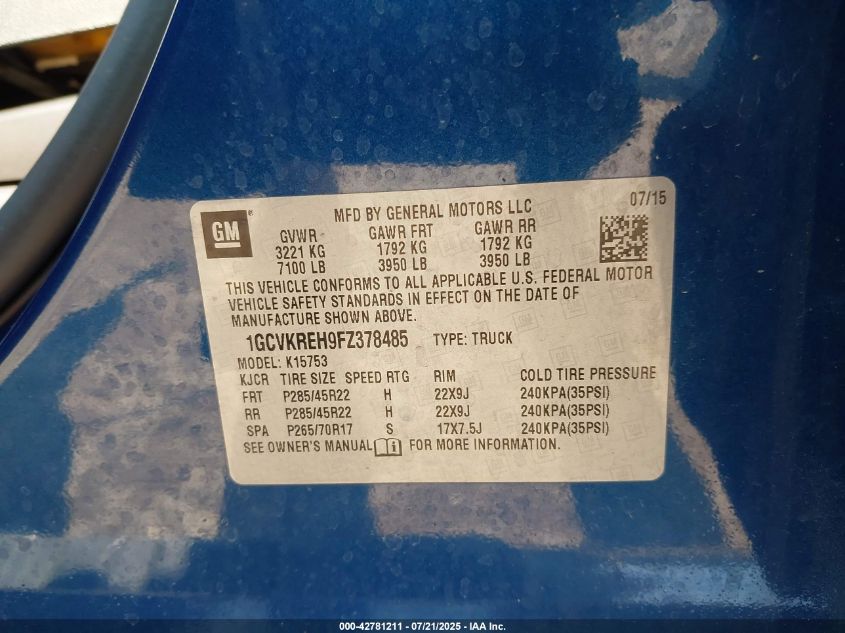 MFD BY GENERAL MOTORS LLC 07/15
GM
GVWR GAWR FRT GAWR RR
3221 KG 1792 KG 1792 KG
7100 LB 3950 LB 3950 LB
THIS VEHICLE CONFORMS TO ALL APPLICABLE U.S. FEDERAL MOTOR
VEHICLE SAFETY STANDARDS IN EFFECT ON THE DATE OF
MANUFACTURE SHOWN ABOVE.
1GCVKREH9FZ378485 TYPE: TRUCK
MODEL: K15753
KJCR TIRE SIZE SPEED RTG RIM COLD TIRE PRESSURE
FRT P285/45R22 H 22X9J 240KPA(35PSI)
RR P285/45R22 H 22X9J 240KPA(35PSI)
SPA P265/70R17 S 17X7.5J 240KPA(35PSI)
SEE OWNER'S MANUAL i FOR MORE INFORMATION.
000-42781211 - 07/21/2025 - IAA Inc.